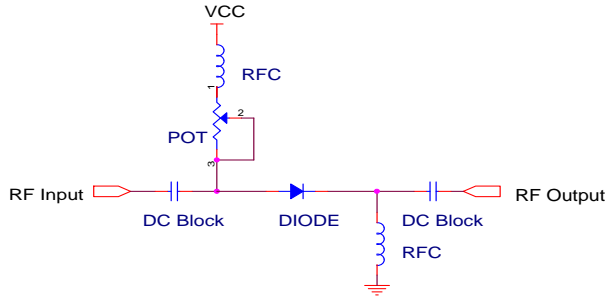 VCC
RFC
1
2
POT
3
RF Input
DC Block
DIODE
DC Block
RF Output
RFC